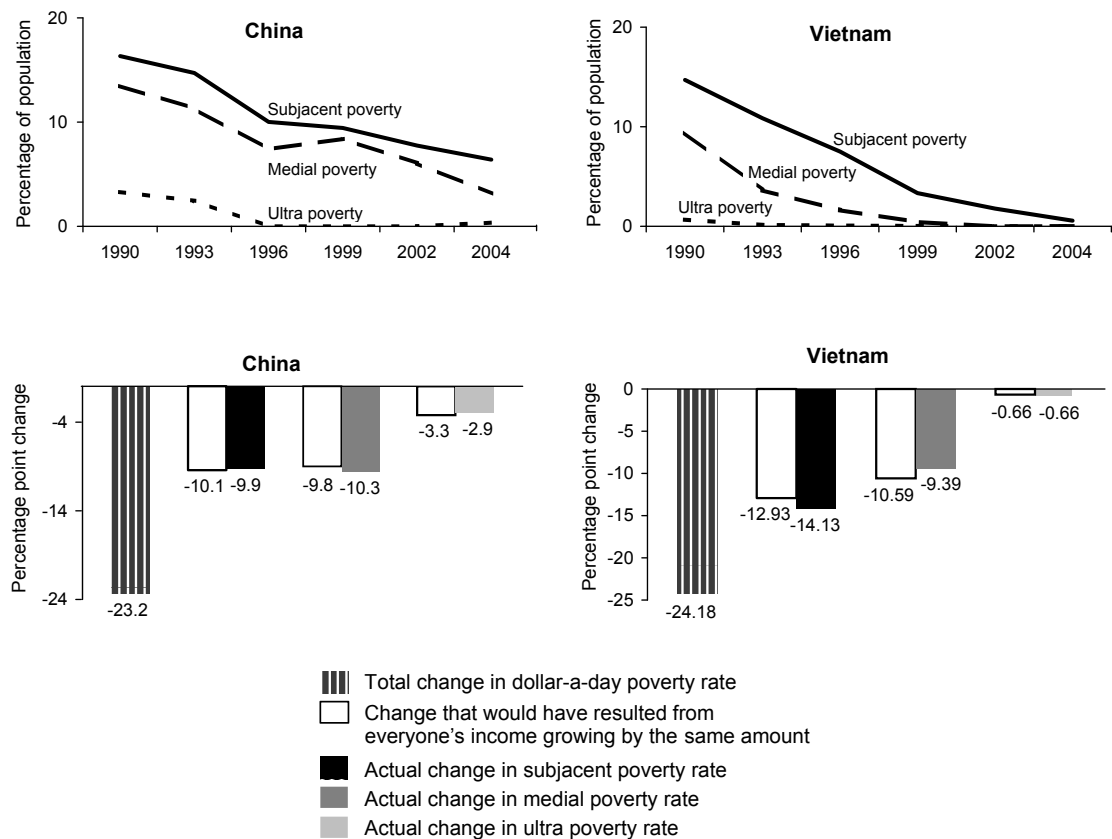 China
Percentage of population
20
10
0
Subjacent poverty
Medial poverty
Ultra poverty
1990 1993 1996 1999 2002 2004
Vietnam
Percentage of population
20
10
0
Subjacent poverty
Medial poverty
Ultra poverty
1990 1993 1996 1999 2002 2004
China
Percentage point change
-4
-14
-24
-23.2
-10.1 -9.9
-9.8 -10.3
-3.3 -2.9
Vietnam
Percentage point change
0
-5
-10
-15
-20
-25
-24.18
-12.93
-14.13
-10.59
-9.39
-0.66 -0.66
Total change in dollar-a-day poverty rate
Change that would have resulted from
everyone's income growing by the same amount
Actual change in subjacent poverty rate
Actual change in medial poverty rate
Actual change in ultra poverty rate